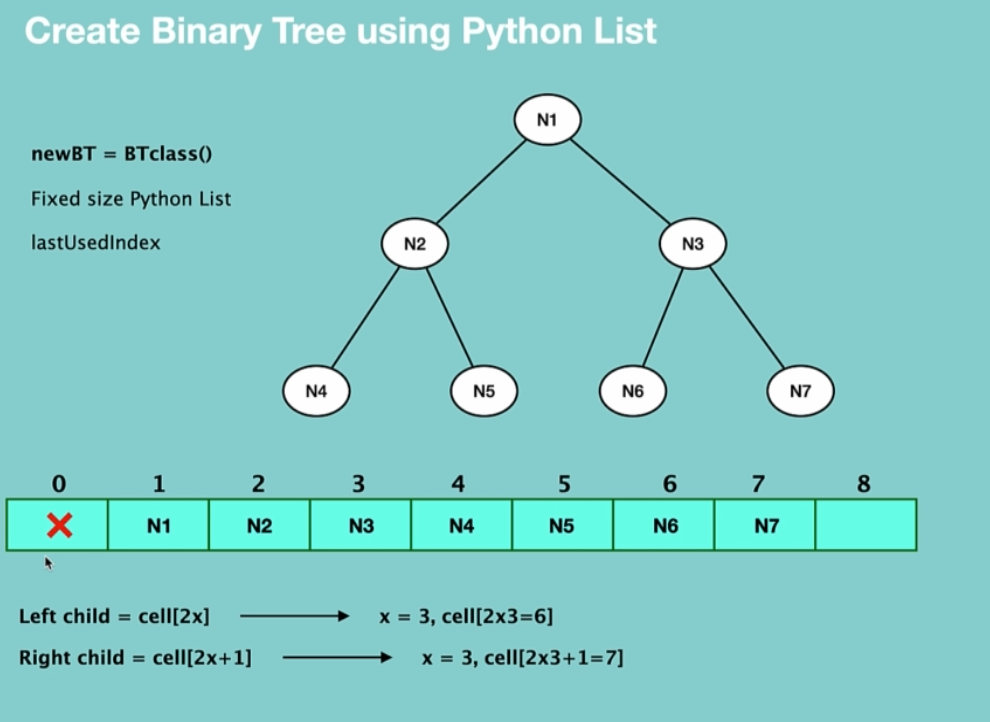 Create Binary Tree using Python List
N1
newBT = BTclass()
Fixed size Python List
lastUsedIndex
N2 N3
N4 N5 N6 N7
0 1 2 3 4 5 6 7 8
N1 N2 N3 N4 N5 N6 N7
Left child = cell[2x] x = 3, cell[2x3=6]
Right child = cell[2x+1] x = 3, cell[2x3+1=7]